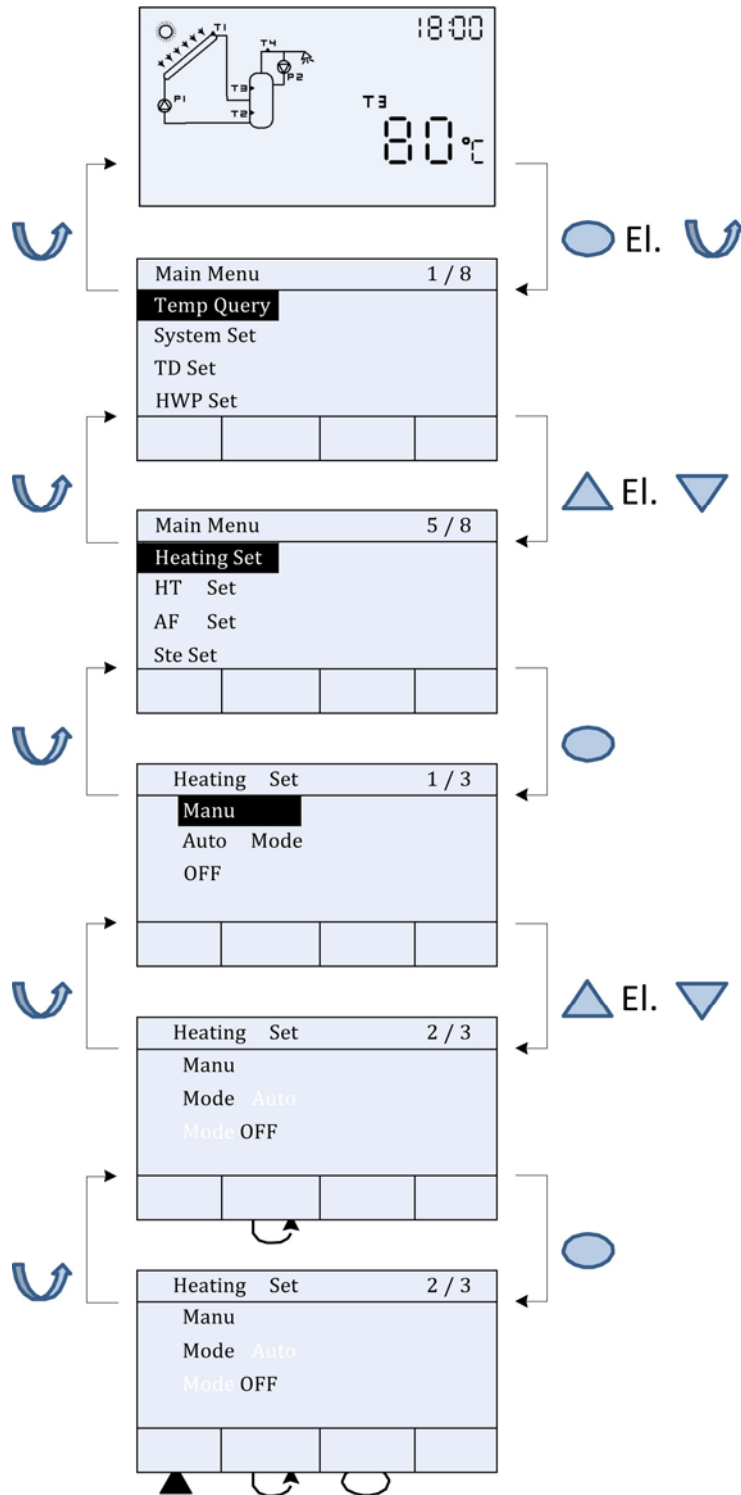 T1
18:00
T4
P2
T3
T3
P1
T2
80°C
El.
Main Menu 1 / 8
Temp Query
System Set
TD Set
HWP Set
El.
Main Menu 5 / 8
Heating Set
HT Set
AF Set
Ste Set
Heating Set 1 / 3
Manu
Auto Mode
OFF
El.
Heating Set 2 / 3
Manu
Mode Auto
Mode OFF
Heating Set 2 / 3
Manu
Mode Auto
Mode OFF